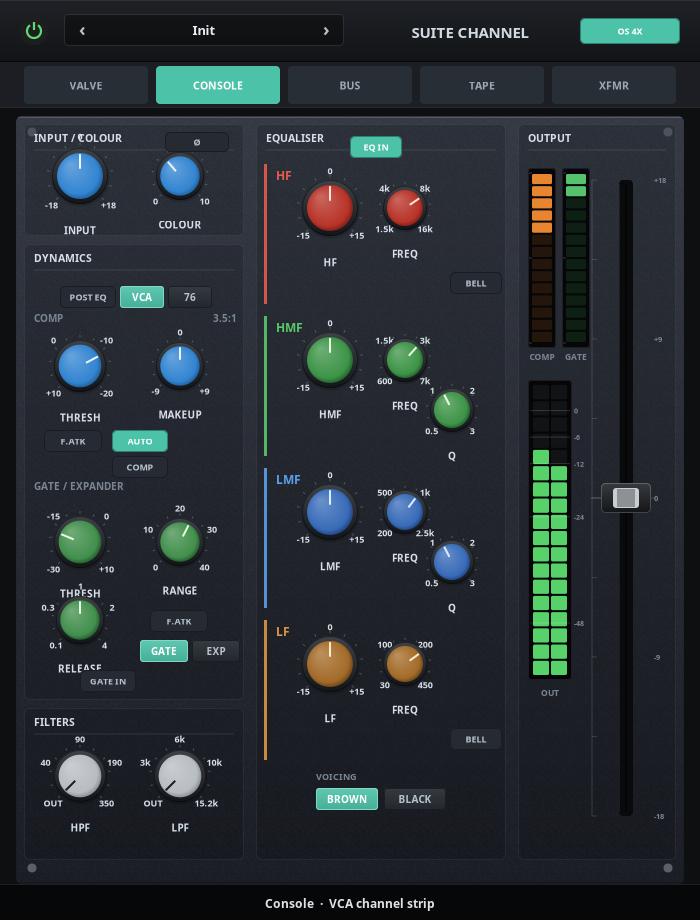 ‹ Init ›
SUITE CHANNEL
OS 4X
VALVE CONSOLE BUS TAPE XFMR
INPUT / COLOUR
Ø
0
-18 +18
INPUT
0 10
COLOUR
DYNAMICS
POST EQ VCA 76
COMP 3.5:1
0 -10
+10 -20
THRESH
0
-9 +9
MAKEUP
F.ATK AUTO
COMP
GATE / EXPANDER
-15 0
-30 +10
THRESH
20
10 30
0 40
RANGE
1
0.3 2
0.1 4
RELEASE
F.ATK
GATE EXP
GATE IN
FILTERS
90
40 190
OUT 350
HPF
6k
3k 10k
OUT 15.2k
LPF
EQUALISER
EQ IN
HF
0
-15 +15
HF
4k 8k
1.5k 16k
FREQ
BELL
HMF
0
-15 +15
HMF
1.5k 3k
600 7k
FREQ
1 2
0.5 3
Q
LMF
0
-15 +15
LMF
500 1k
200 2.5k
FREQ
1 2
0.5 3
Q
LF
0
-15 +15
LF
100 200
30 450
FREQ
BELL
VOICING
BROWN BLACK
OUTPUT
COMP GATE
0
-6
-12
-24
-48
OUT
+18
+9
0
-9
-18
Console · VCA channel strip